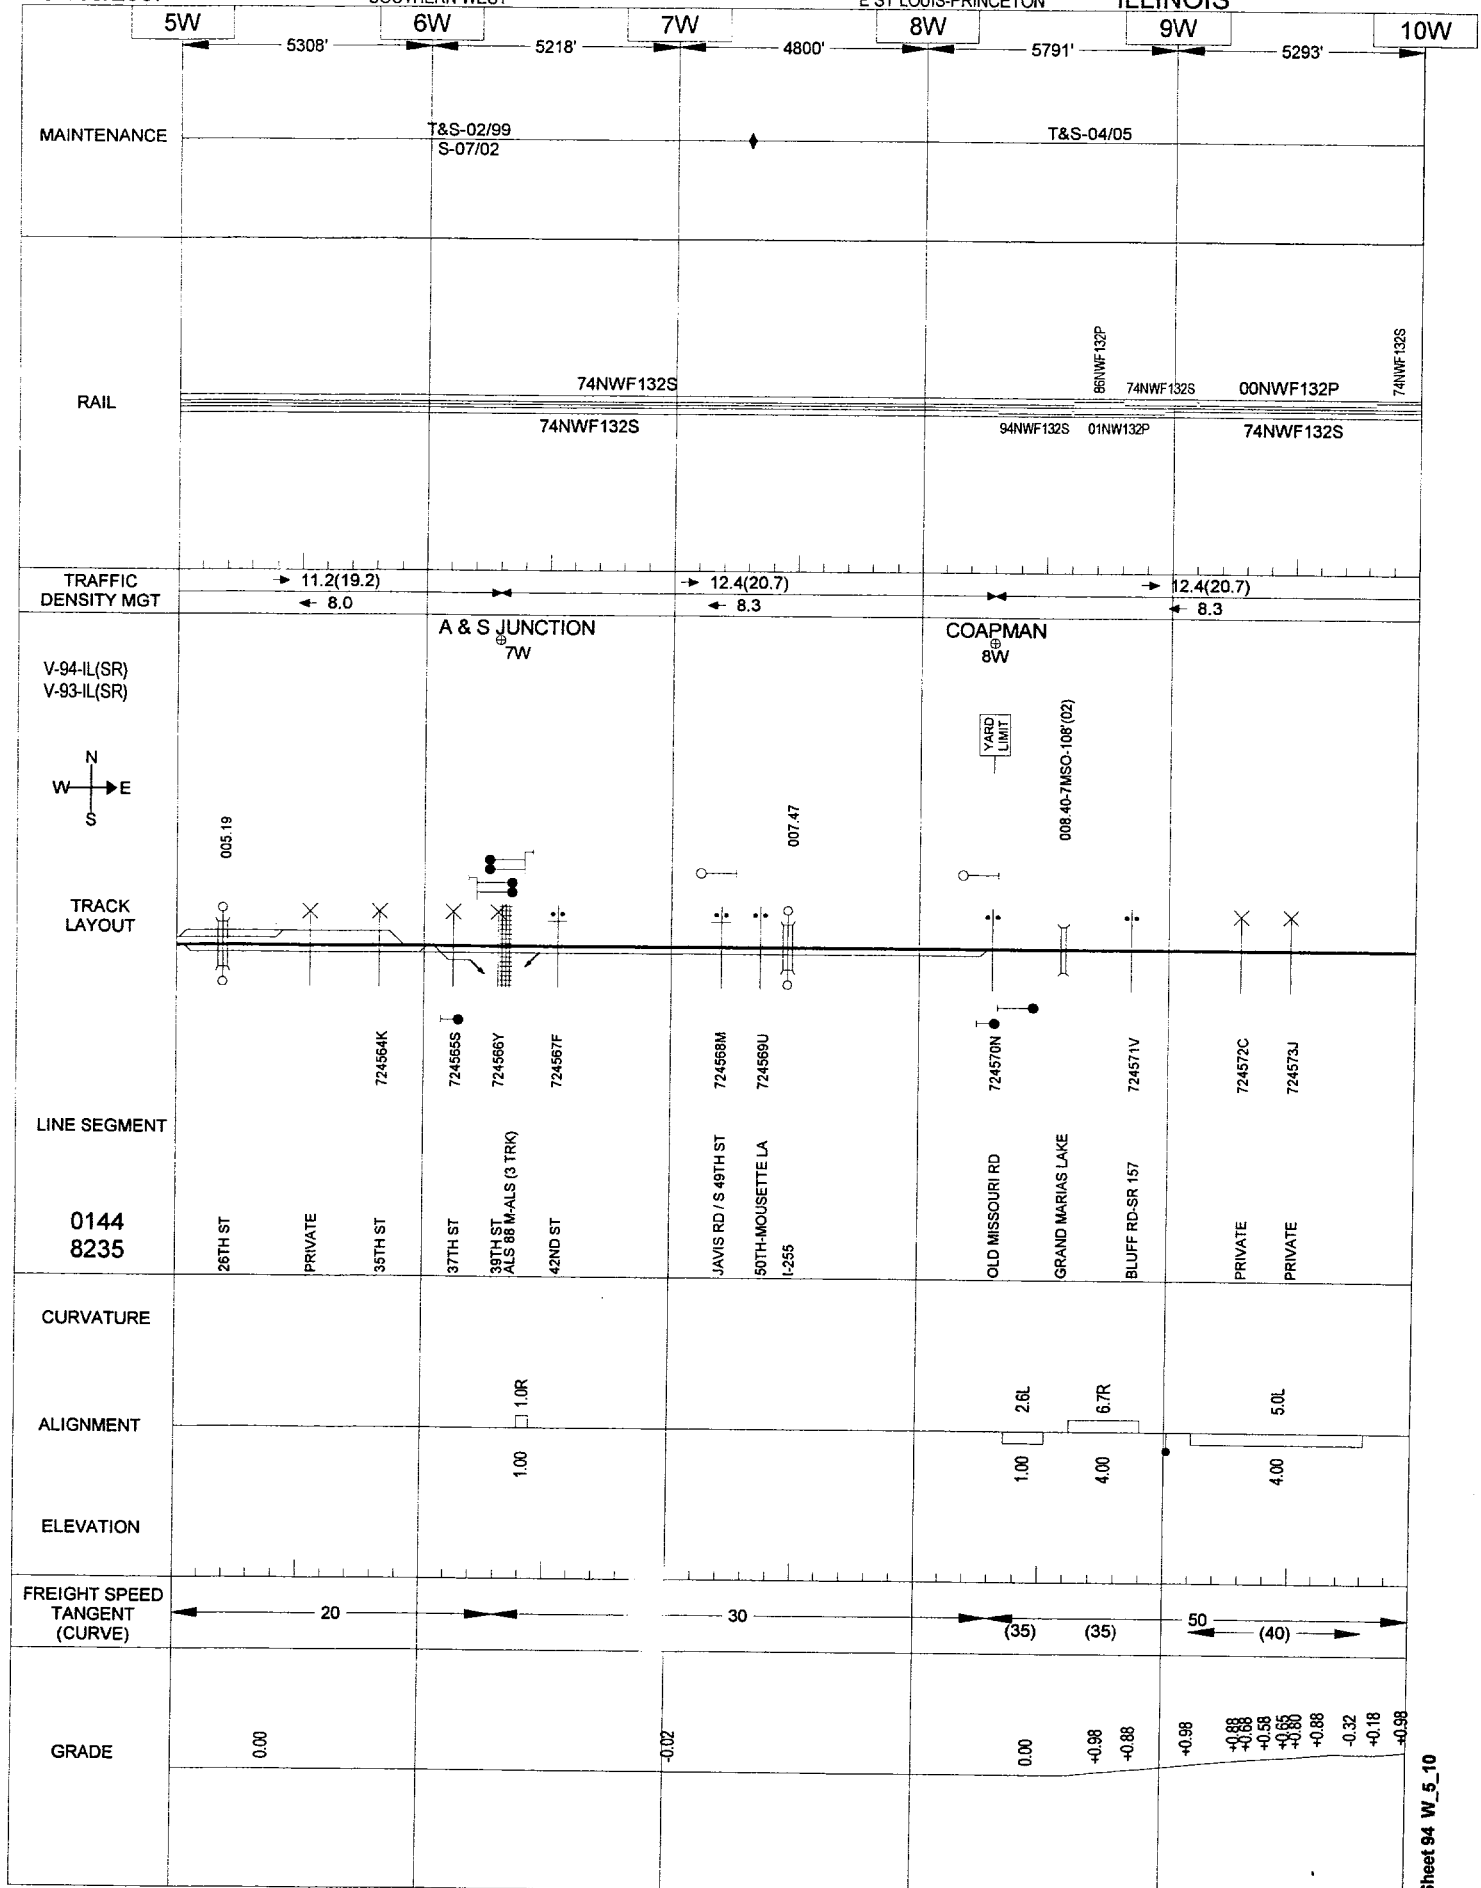 SOUTHERN WEST
E ST LOUIS-PRINCETON
ILLINOIS
5W 6W 7W 8W 9W 10W
5308' 5218' 4800' 5791' 5293'
MAINTENANCE
T&S-02/99
S-07/02
T&S-04/05
RAIL
74NWF132S
74NWF132S
86NWF132P
74NWF132S
00NWF132P
74NWF132S
94NWF132S
01NW132P
74NWF132S
TRAFFIC
DENSITY MGT
11.2(19.2)
8.0
12.4(20.7)
8.3
12.4(20.7)
8.3
A & S JUNCTION
7W
COAPMAN
8W
V-94-IL(SR)
V-93-IL(SR)
N
W E
S
YARD
LIMIT
005.19
007.47
008.40-7MSO-108'(02)
TRACK
LAYOUT
724564K
724565S
724566Y
724567F
724568M
724569U
724570N
724571V
724572C
724573J
LINE SEGMENT
0144
8235
26TH ST
PRIVATE
35TH ST
37TH ST
39TH ST
ALS 88 M-ALS (3 TRK)
42ND ST
JAVIS RD / S 49TH ST
50TH-MOUSETTE LA
I-255
OLD MISSOURI RD
GRAND MARIAS LAKE
BLUFF RD-SR 157
PRIVATE
PRIVATE
CURVATURE
1.0R
2.6L
6.7R
5.0L
ALIGNMENT
1.00
1.00
4.00
4.00
ELEVATION
FREIGHT SPEED
TANGENT
(CURVE)
20
30
50
(35)
(35)
(40)
GRADE
0.00
-0.02
0.00
+0.98
+0.88
+0.98
+0.88
+0.68
+0.58
+0.65
+0.80
+0.88
-0.32
+0.18
+0.98
Sheet 94 W_5_10